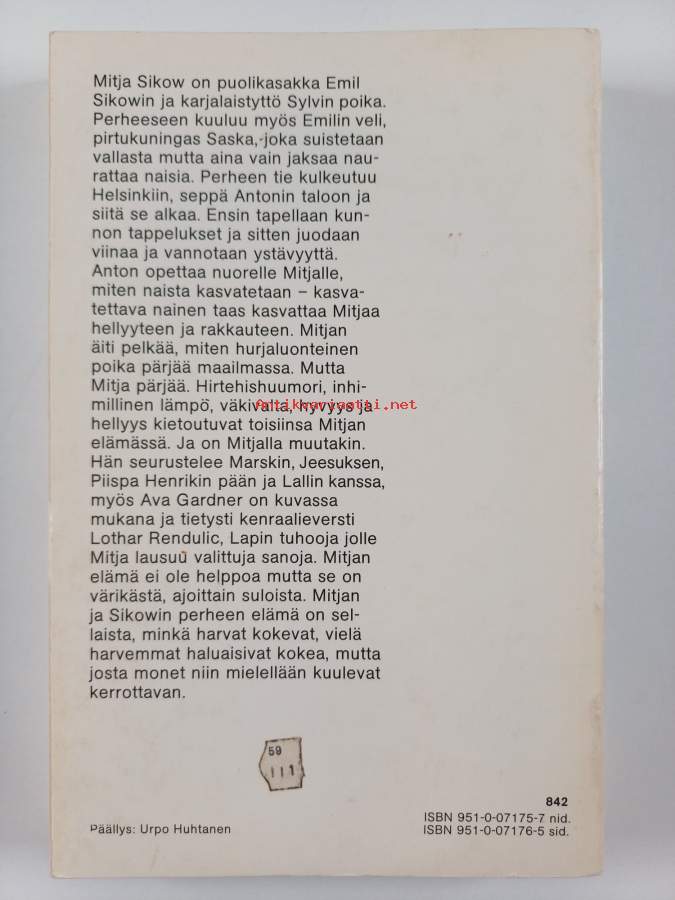 Mitja Sikow on puolikasakka Emil
Sikowin ja karjalaistyttö Sylvin poika.
Perheeseen kuuluu myös Emilin veli,
pirtukuningas Saska, joka suistetaan
vallasta mutta aina vain jaksaa nau-
rattaa naisia. Perheen tie kulkeutuu
Helsinkiin, seppä Antonin taloon ja
siitä se alkaa. Ensin tapellaan kun-
non tappelukset ja sitten juodaan
viinaa ja vannotaan ystävyyttä.
Anton opettaa nuorelle Mitjalle,
miten naista kasvatetaan – kasva-
tettava nainen taas kasvattaa Mitjaa
hellyyteen ja rakkauteen. Mitjan
äiti pelkää, miten hurjaluonteinen
poika pärjää maailmassa. Mutta
Mitja pärjää. Hirtehishuumori, inhi-
millinen lämpö, väkivalta, hyvyys ja
Antikvariaatti.net
hellyys kietoutuvat toisiinsa Mitjan
elämässä. Ja on Mitjalla muutakin.
Hän seurustelee Marskin, Jeesuksen,
Piispa Henrikin pään ja Lallin kanssa,
myös Ava Gardner on kuvassa
mukana ja tietysti kenraalieversti
Lothar Rendulic, Lapin tuhooja jolle
Mitja lausuu valittuja sanoja. Mitjan
elämä ei ole helppoa mutta se on
värikästä, ajoittain suloista. Mitjan
ja Sikowin perheen elämä on sel-
laista, minkä harvat kokevat, vielä
harvemmat haluaisivat kokea, mutta
josta monet niin mielellään kuulevat
kerrottavan.
59
111
842
Päällys: Urpo Huhtanen
ISBN 951-0-07175-7 nid.
ISBN 951-0-07176-5 sid.